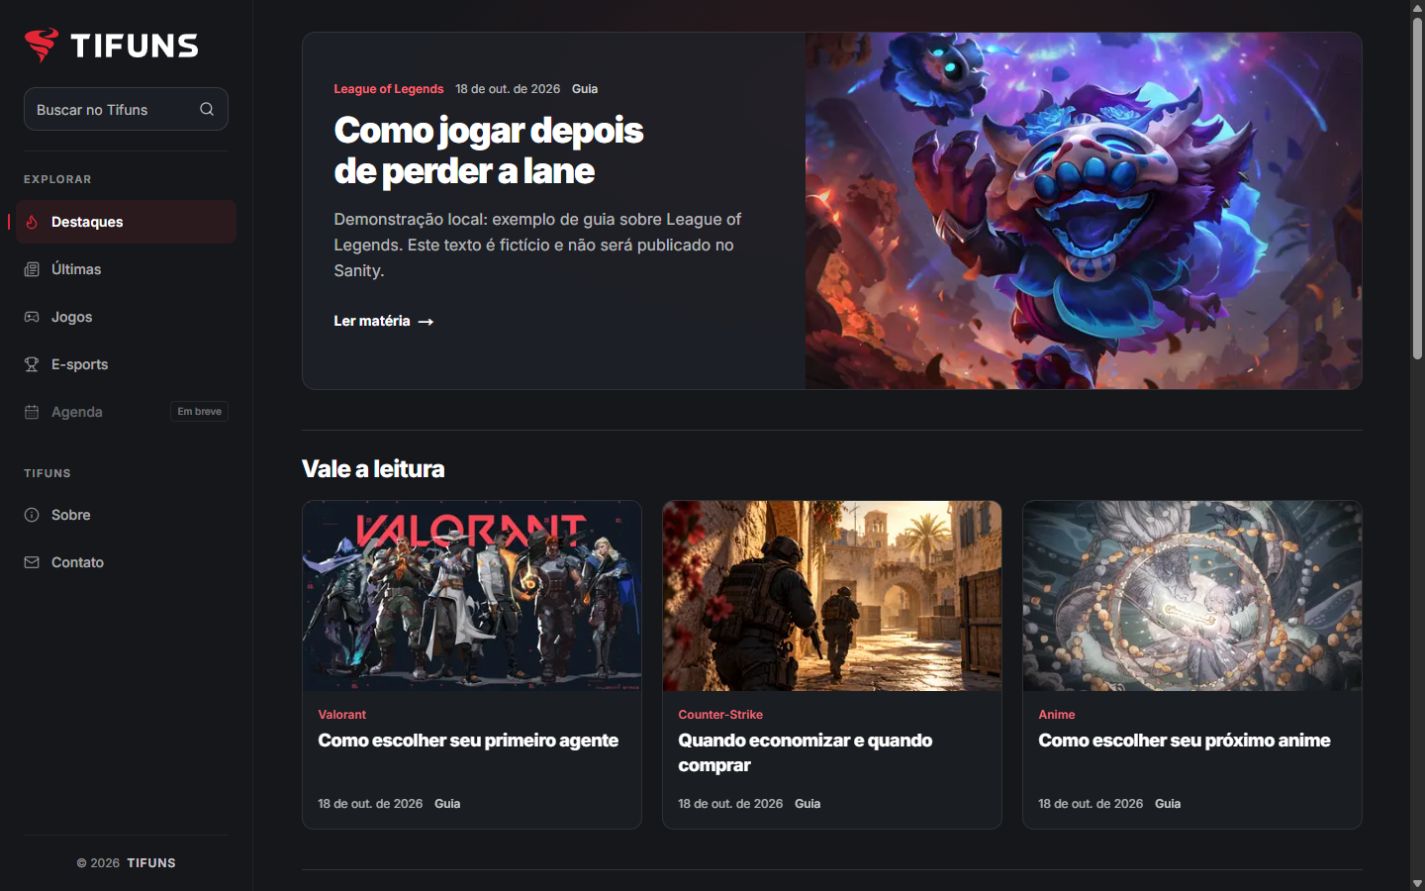 TIFUNS
Buscar no Tifuns
EXPLORAR
Destaques
Últimas
Jogos
E-sports
Agenda
Em breve
TIFUNS
Sobre
Contato
© 2026 TIFUNS
League of Legends 18 de out. de 2026 Guia
Como jogar depois
de perder a lane
Demonstração local: exemplo de guia sobre League of
Legends. Este texto é fictício e não será publicado no
Sanity.
Ler matéria →
Vale a leitura
VALORANT
Valorant
Como escolher seu primeiro agente
18 de out. de 2026 Guia
Counter-Strike
Quando economizar e quando
comprar
18 de out. de 2026 Guia
Anime
Como escolher seu próximo anime
18 de out. de 2026 Guia